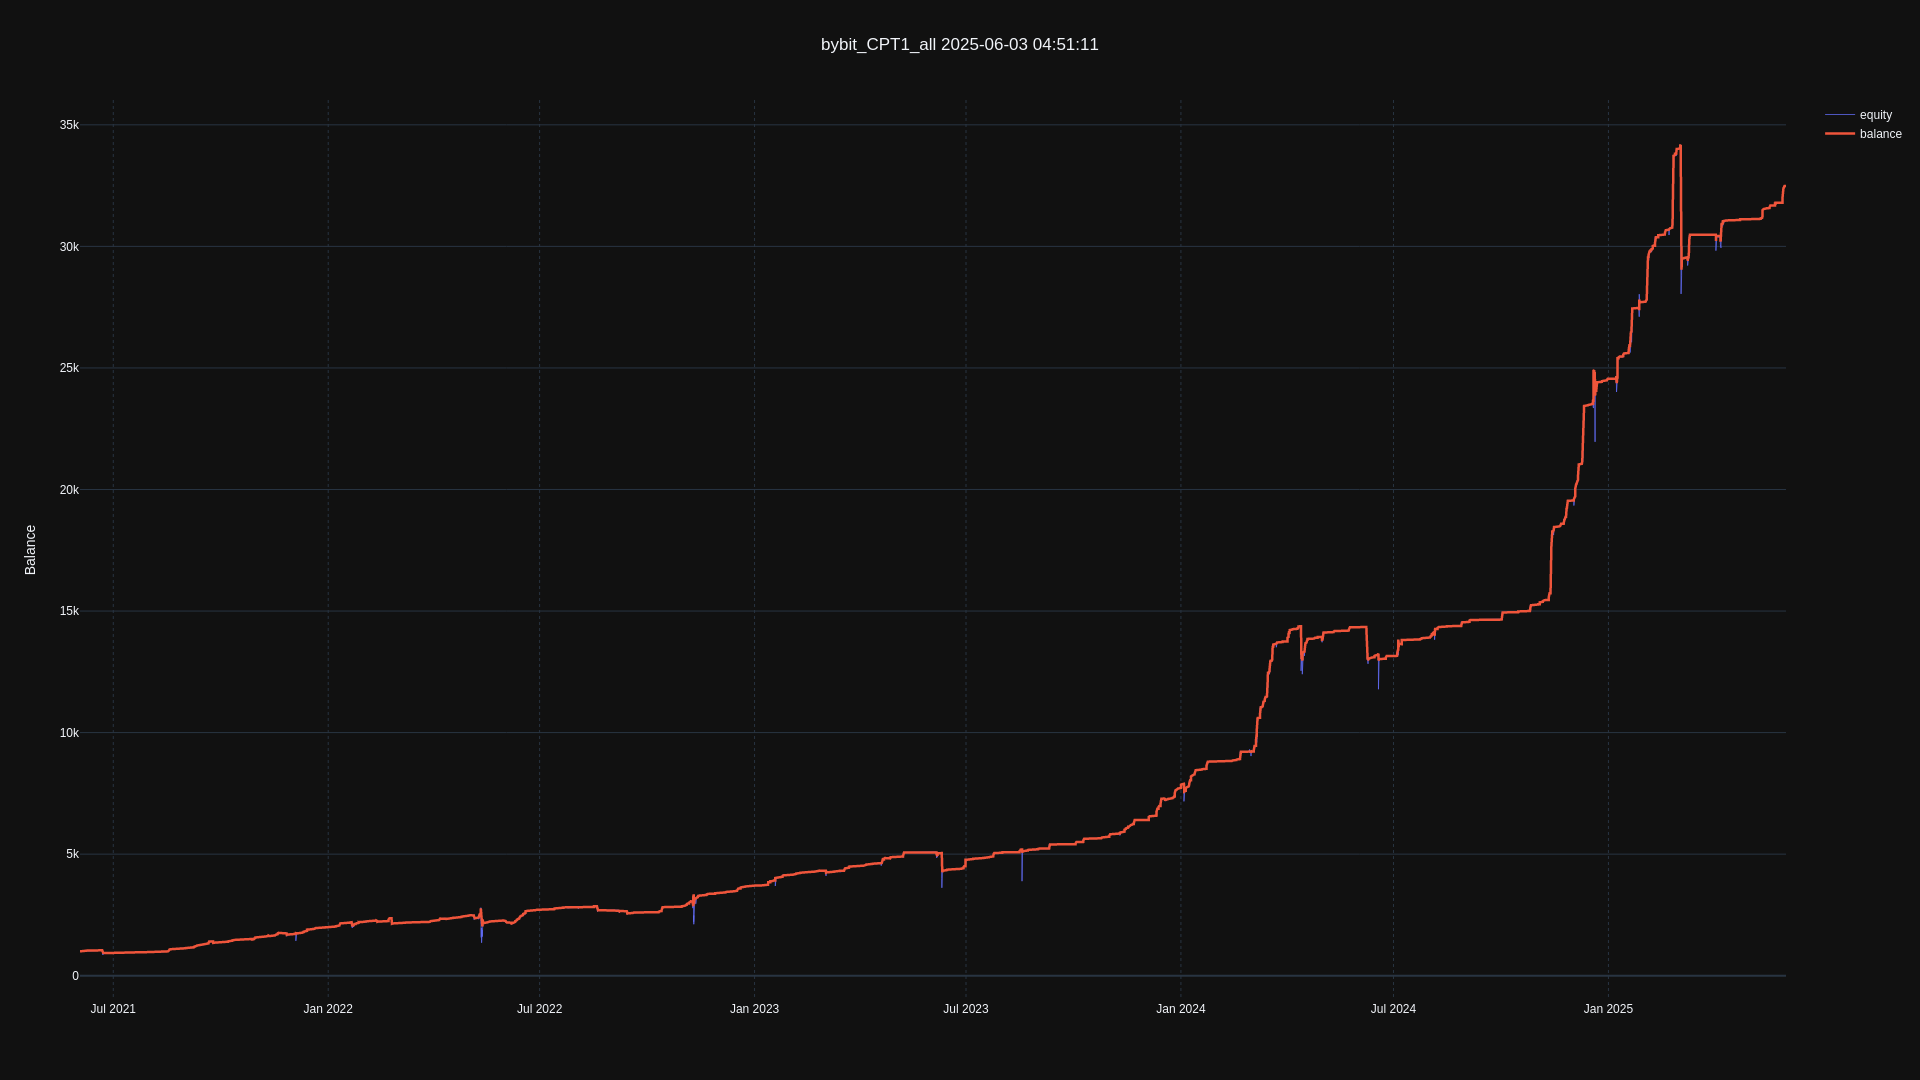 bybit_CPT1_all 2025-06-03 04:51:11
equity
balance
35k
30k
25k
20k
15k
10k
5k
0
Balance
Jul 2021
Jan 2022
Jul 2022
Jan 2023
Jul 2023
Jan 2024
Jul 2024
Jan 2025